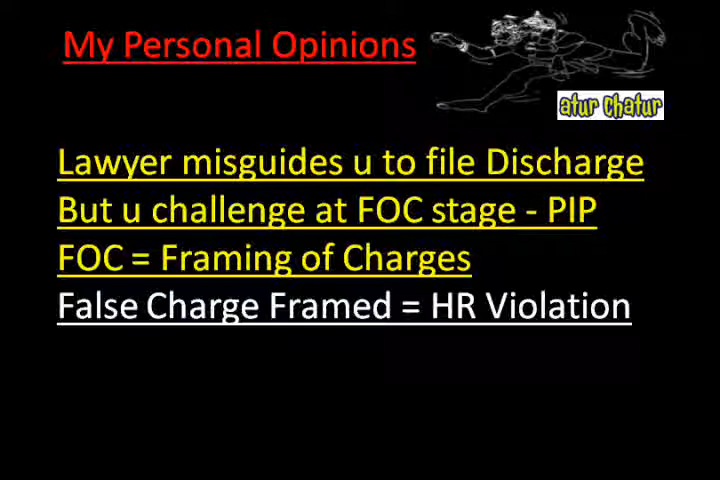 My Personal Opinions
atur chatur
Lawyer misguides u to file Discharge
But u challenge at FOC stage - PIP
FOC = Framing of Charges
False Charge Framed = HR Violation